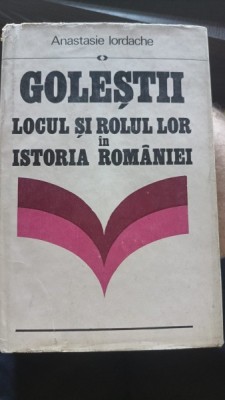 Anastasie Iordache
GOLEȘTII
LOCUL ȘI ROLUL LOR
în
ISTORIA ROMÂNIEI